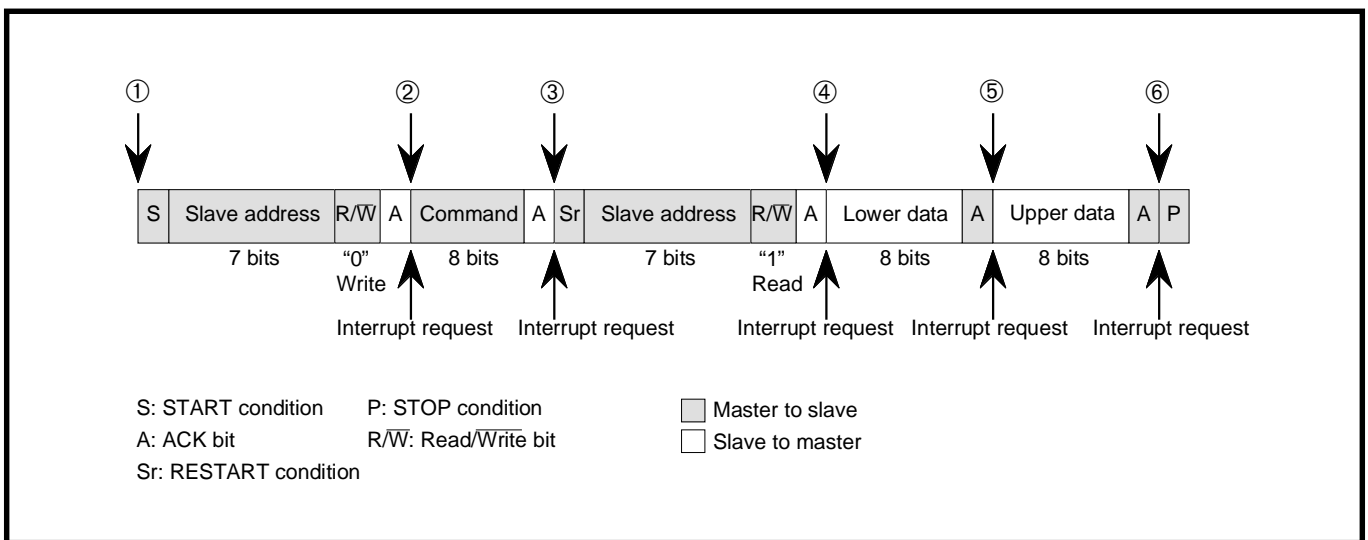 ① ② ③ ④ ⑤ ⑥
S Slave address R/W̅ A Command A Sr Slave address R/W̅ A Lower data A Upper data A P
7 bits “0” 8 bits 7 bits “1” 8 bits 8 bits
Write Read
Interrupt request Interrupt request Interrupt request Interrupt request Interrupt request
S: START condition P: STOP condition Master to slave
A: ACK bit R/W̅: Read/W̅r̅i̅t̅e̅ bit Slave to master
Sr: RESTART condition